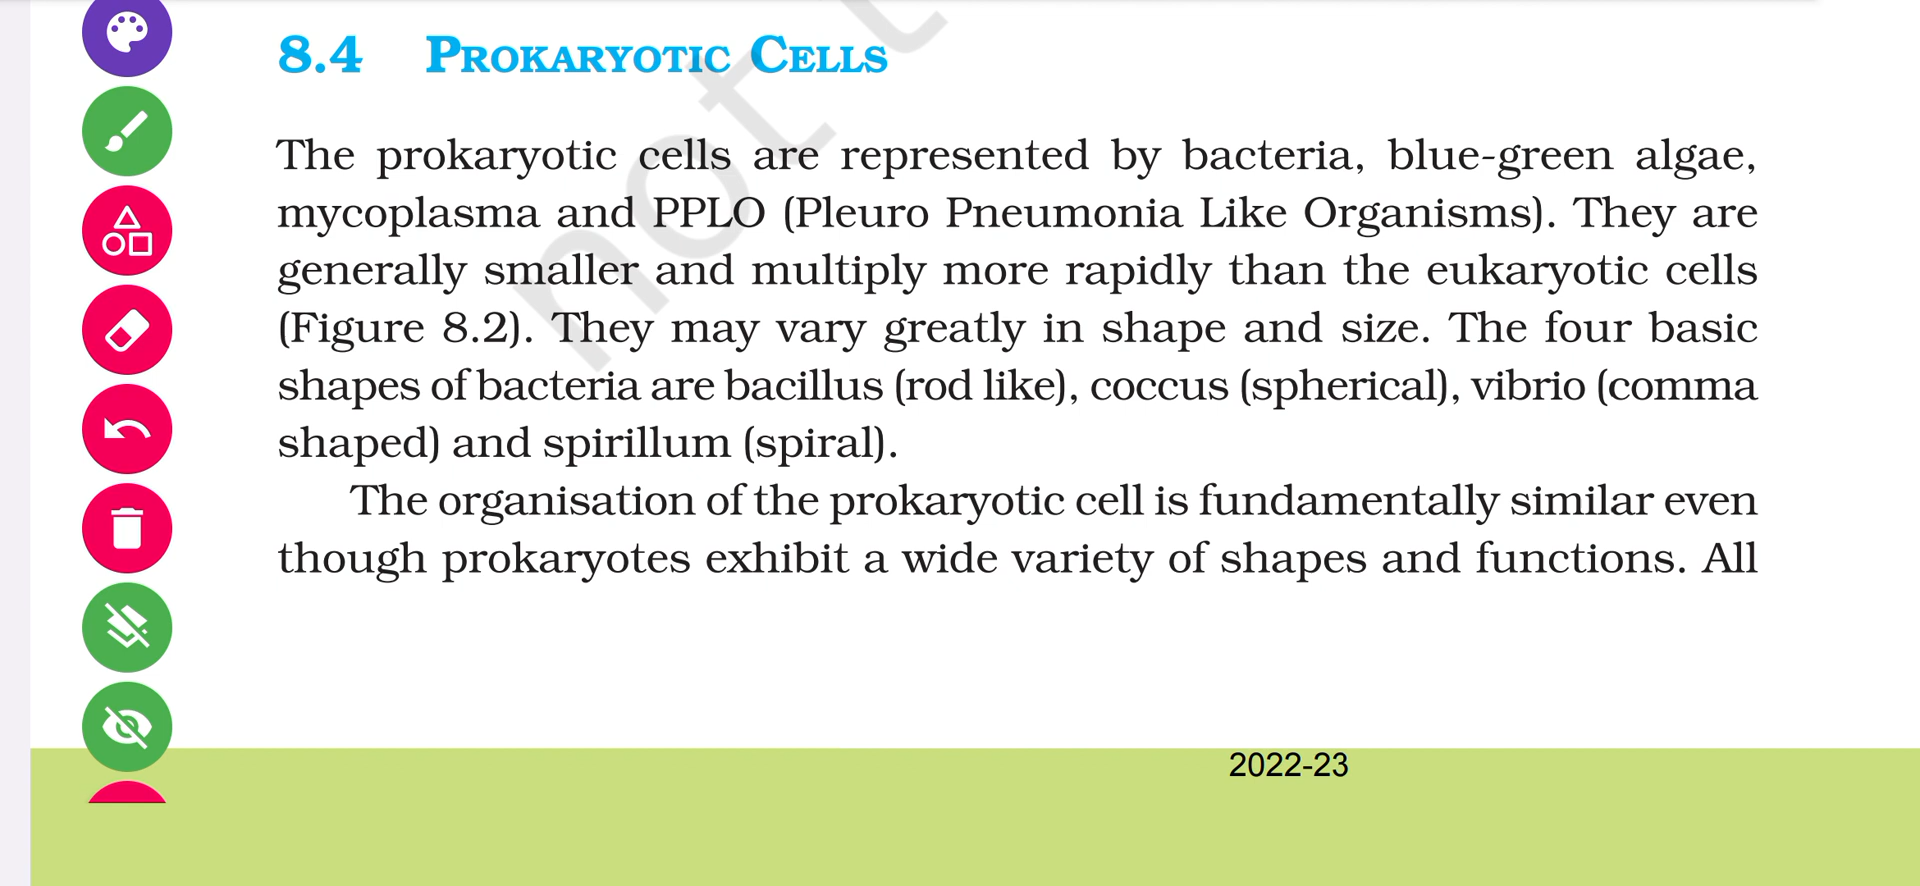 8.4 PROKARYOTIC CELLS
The prokaryotic cells are represented by bacteria, blue-green algae,
mycoplasma and PPLO (Pleuro Pneumonia Like Organisms). They are
generally smaller and multiply more rapidly than the eukaryotic cells
(Figure 8.2). They may vary greatly in shape and size. The four basic
shapes of bacteria are bacillus (rod like), coccus (spherical), vibrio (comma
shaped) and spirillum (spiral).
The organisation of the prokaryotic cell is fundamentally similar even
though prokaryotes exhibit a wide variety of shapes and functions. All
2022-23
not